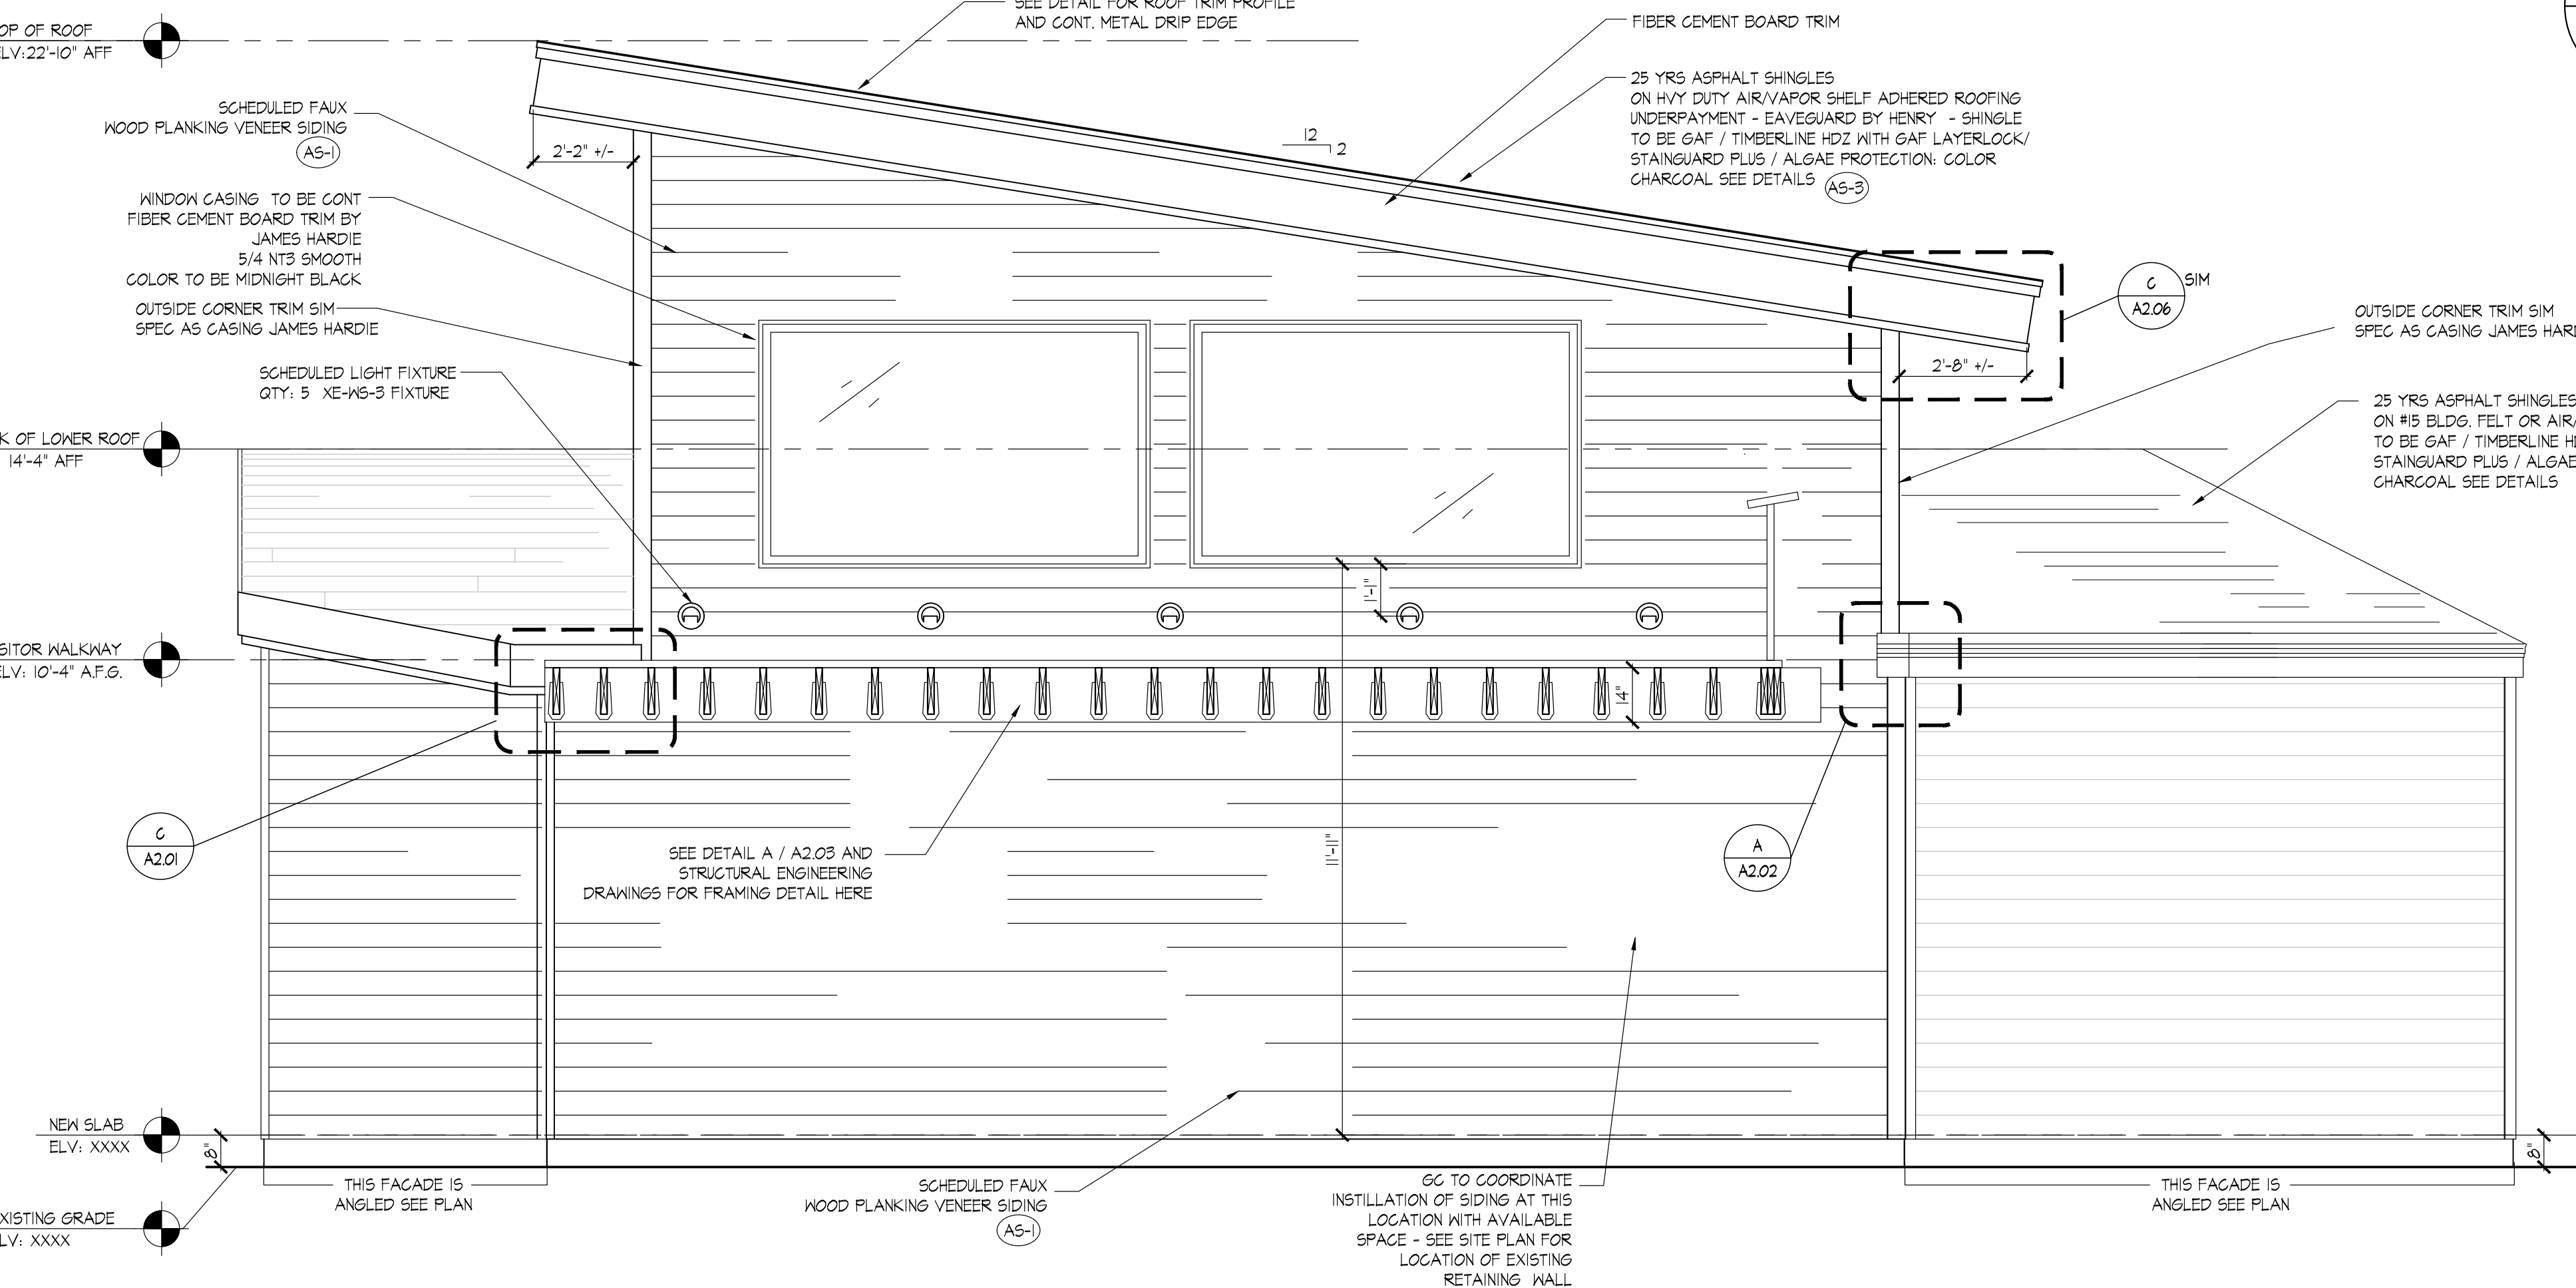 SEE DETAIL FOR ROOF TRIM PROFILE
AND CONT. METAL DRIP EDGE
FIBER CEMENT BOARD TRIM
OP OF ROOF
ELV:22'-10" AFF
SCHEDULED FAUX
WOOD PLANKING VENEER SIDING
AS-1
2'-2" +/-
12
2
25 YRS ASPHALT SHINGLES
ON HVY DUTY AIR/VAPOR SHELF ADHERED ROOFING
UNDERPAYMENT - EAVEGUARD BY HENRY - SHINGLE
TO BE GAF / TIMBERLINE HDZ WITH GAF LAYERLOCK/
STAINGUARD PLUS / ALGAE PROTECTION: COLOR
CHARCOAL SEE DETAILS
AS-3
WINDOW CASING TO BE CONT
FIBER CEMENT BOARD TRIM BY
JAMES HARDIE
5/4 NT3 SMOOTH
COLOR TO BE MIDNIGHT BLACK
OUTSIDE CORNER TRIM SIM
SPEC AS CASING JAMES HARDIE
SCHEDULED LIGHT FIXTURE
QTY: 5 XE-WS-3 FIXTURE
C
A2.06
SIM
2'-8" +/-
OUTSIDE CORNER TRIM SIM
SPEC AS CASING JAMES HARD
25 YRS ASPHALT SHINGLES
ON #15 BLDG. FELT OR AIR/
TO BE GAF / TIMBERLINE HD
STAINGUARD PLUS / ALGAE
CHARCOAL SEE DETAILS
K OF LOWER ROOF
14'-4" AFF
1'-1"
SITOR WALKWAY
ELV: 10'-4" A.F.G.
14"
C
A2.01
SEE DETAIL A / A2.03 AND
STRUCTURAL ENGINEERING
DRAWINGS FOR FRAMING DETAIL HERE
11'-11"
A
A2.02
NEW SLAB
ELV: XXXX
8"
8"
THIS FACADE IS
ANGLED SEE PLAN
SCHEDULED FAUX
WOOD PLANKING VENEER SIDING
AS-1
GC TO COORDINATE
INSTILLATION OF SIDING AT THIS
LOCATION WITH AVAILABLE
SPACE - SEE SITE PLAN FOR
LOCATION OF EXISTING
RETAINING WALL
THIS FACADE IS
ANGLED SEE PLAN
XISTING GRADE
LV: XXXX